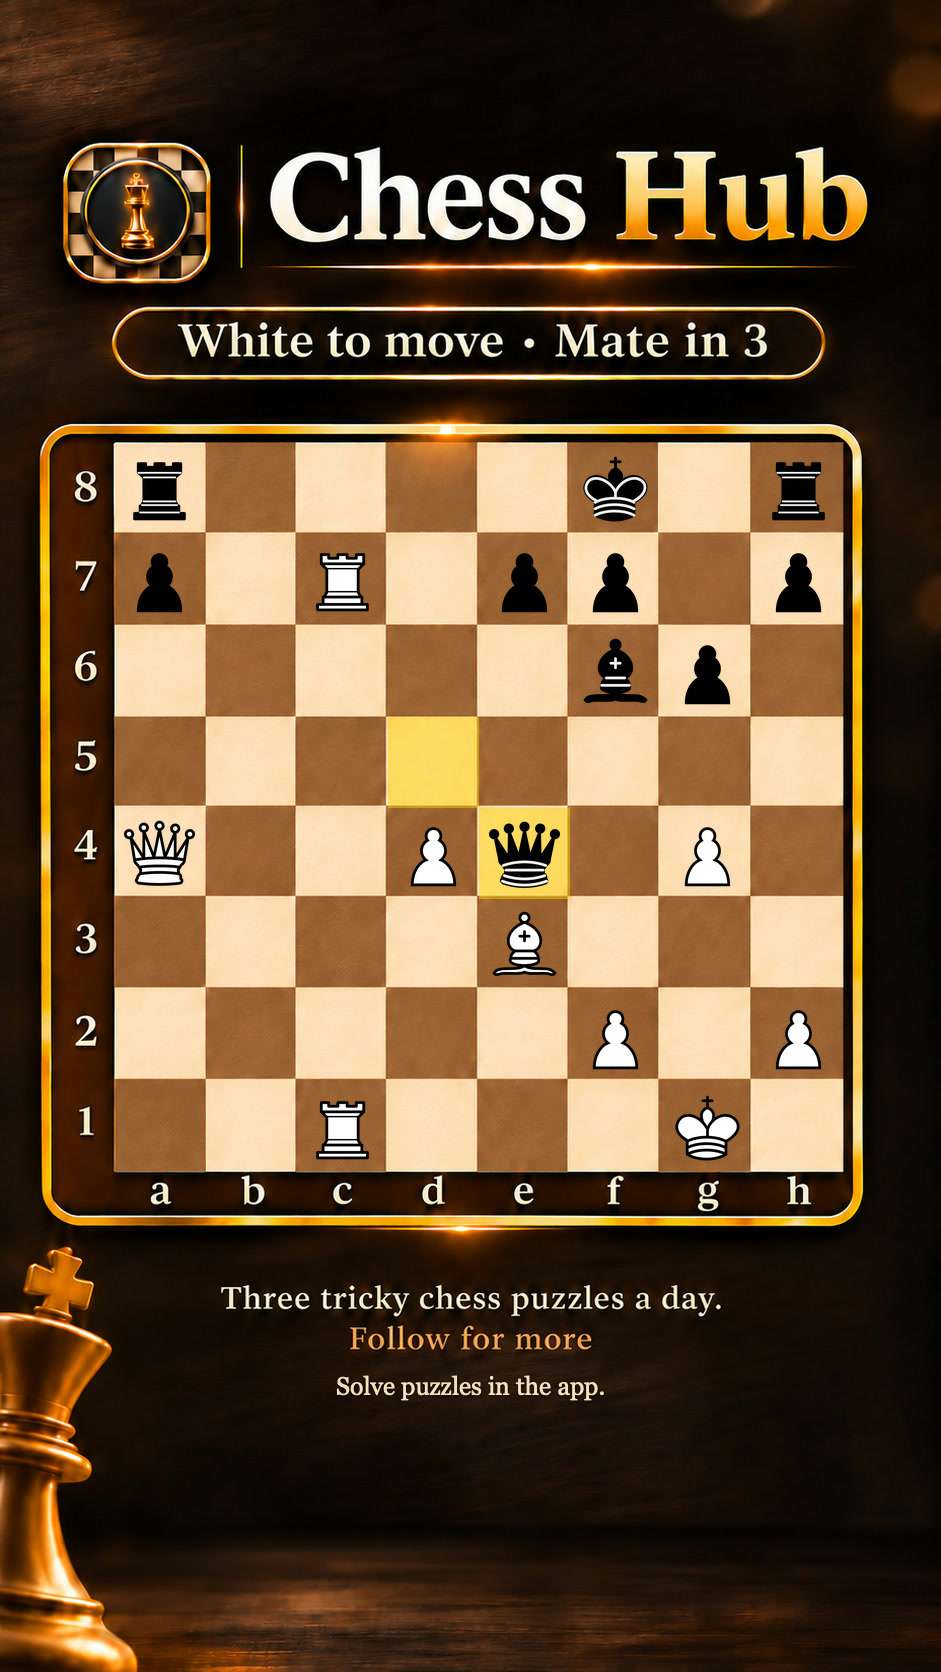 Chess Hub
White to move • Mate in 3
8
7
6
5
4
3
2
1
a b c d e f g h
Three tricky chess puzzles a day.
Follow for more
Solve puzzles in the app.